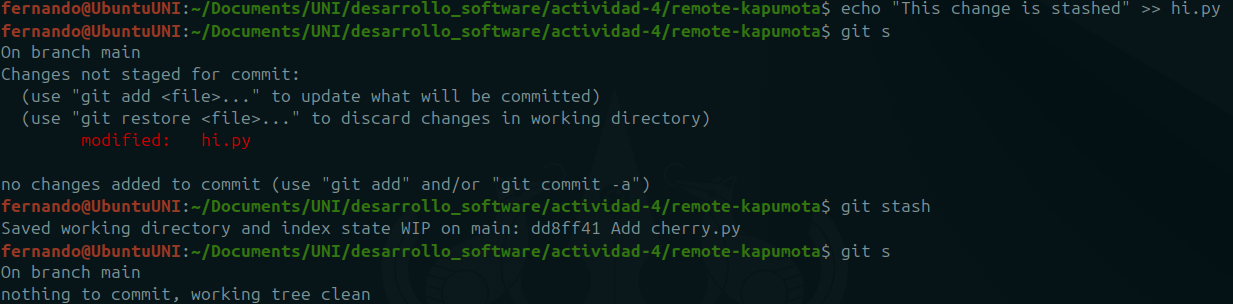 fernando@UbuntuUNI:~/Documents/UNI/desarrollo_software/actividad-4/remote-kapumota$ echo "This change is stashed" >> hi.py
fernando@UbuntuUNI:~/Documents/UNI/desarrollo_software/actividad-4/remote-kapumota$ git s
On branch main
Changes not staged for commit:
  (use "git add <file>..." to update what will be committed)
  (use "git restore <file>..." to discard changes in working directory)
        modified:   hi.py

no changes added to commit (use "git add" and/or "git commit -a")
fernando@UbuntuUNI:~/Documents/UNI/desarrollo_software/actividad-4/remote-kapumota$ git stash
Saved working directory and index state WIP on main: dd8ff41 Add cherry.py
fernando@UbuntuUNI:~/Documents/UNI/desarrollo_software/actividad-4/remote-kapumota$ git s
On branch main
nothing to commit, working tree clean